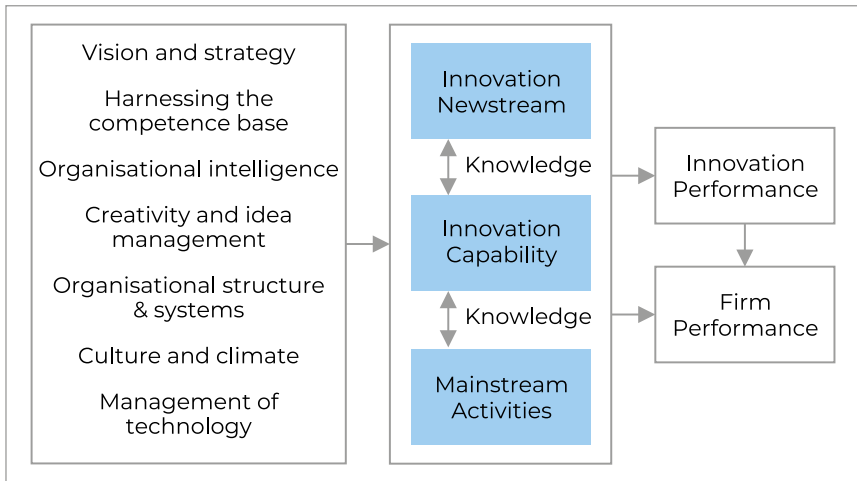 Vision and strategy
Harnessing the
competence base
Organisational intelligence
Creativity and idea
management
Organisational structure
& systems
Culture and climate
Management of
technology
Innovation
Newstream
Knowledge
Innovation
Capability
Knowledge
Mainstream
Activities
Innovation
Performance
Firm
Performance